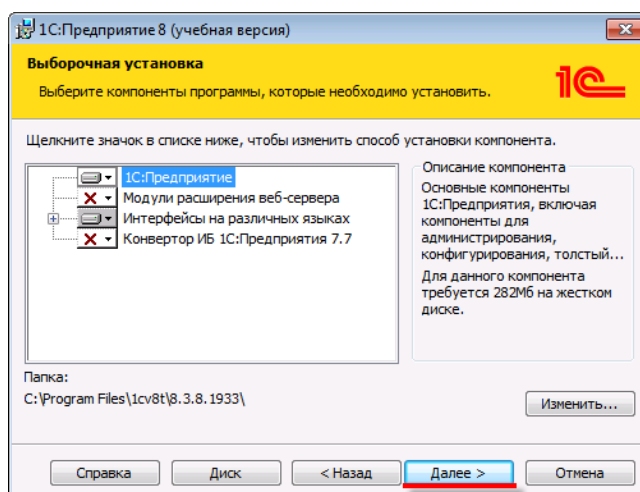 1С:Предприятие 8 (учебная версия)
Выборочная установка
Выберите компоненты программы, которые необходимо установить.
1С
Щелкните значок в списке ниже, чтобы изменить способ установки компонента.
1С:Предприятие
Модули расширения веб-сервера
Интерфейсы на различных языках
Конвертор ИБ 1С:Предприятия 7.7
Описание компонента
Основные компоненты
1С:Предприятия, включая
компоненты для
администрирования,
конфигурирования, толстый...
Для данного компонента
требуется 282Мб на жестком
диске.
Папка:
C:\Program Files\1cv8t\8.3.8.1933\
Изменить...
Справка
Диск
< Назад
Далее >
Отмена